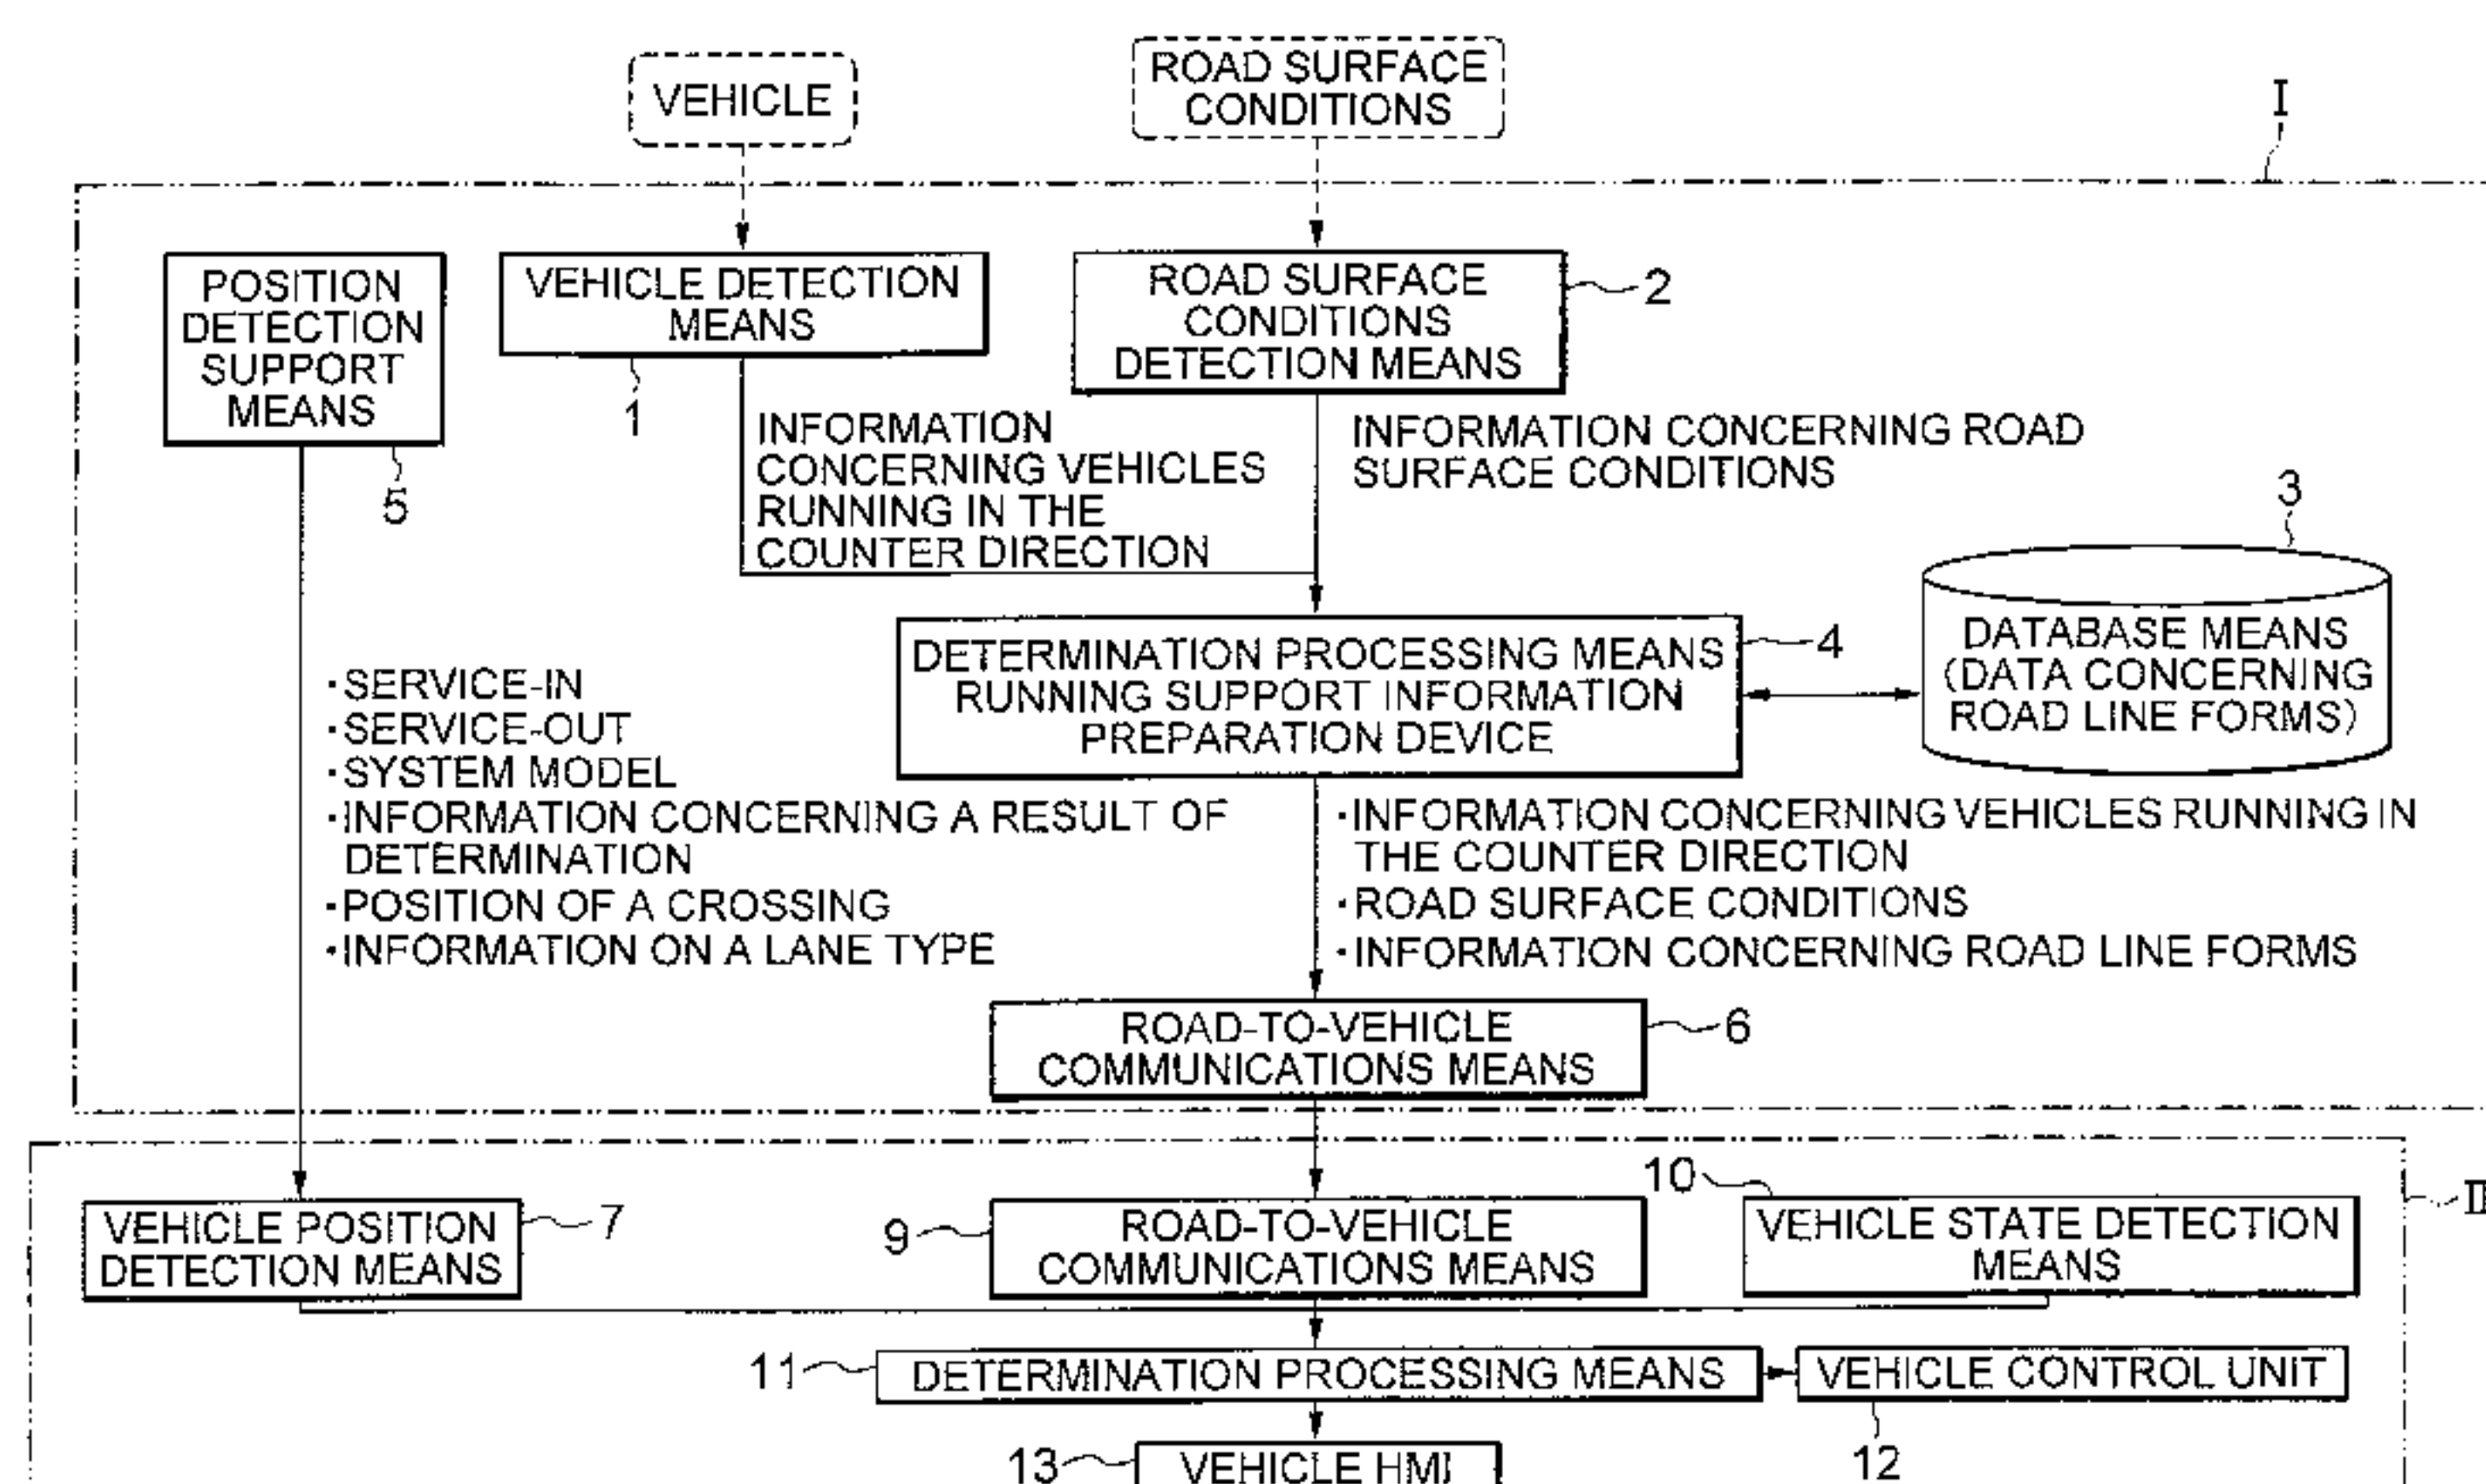 VEHICLE
ROAD SURFACE
CONDITIONS
I
POSITION
DETECTION
SUPPORT
MEANS
5
VEHICLE DETECTION
MEANS
1
ROAD SURFACE
CONDITIONS
DETECTION MEANS
2
INFORMATION
CONCERNING VEHICLES
RUNNING IN THE
COUNTER DIRECTION
INFORMATION CONCERNING ROAD
SURFACE CONDITIONS
3
DATABASE MEANS
(DATA CONCERNING
ROAD LINE FORMS)
DETERMINATION PROCESSING MEANS
RUNNING SUPPORT INFORMATION
PREPARATION DEVICE
4
・SERVICE-IN
・SERVICE-OUT
・SYSTEM MODEL
・INFORMATION CONCERNING A RESULT OF
DETERMINATION
・POSITION OF A CROSSING
・INFORMATION ON A LANE TYPE
・INFORMATION CONCERNING VEHICLES RUNNING IN
THE COUNTER DIRECTION
・ROAD SURFACE CONDITIONS
・INFORMATION CONCERNING ROAD LINE FORMS
ROAD-TO-VEHICLE
COMMUNICATIONS MEANS
6
VEHICLE POSITION
DETECTION MEANS
7
9
ROAD-TO-VEHICLE
COMMUNICATIONS MEANS
10
VEHICLE STATE DETECTION
MEANS
II
11
DETERMINATION PROCESSING MEANS
VEHICLE CONTROL UNIT
12
13
VEHICLE HMI